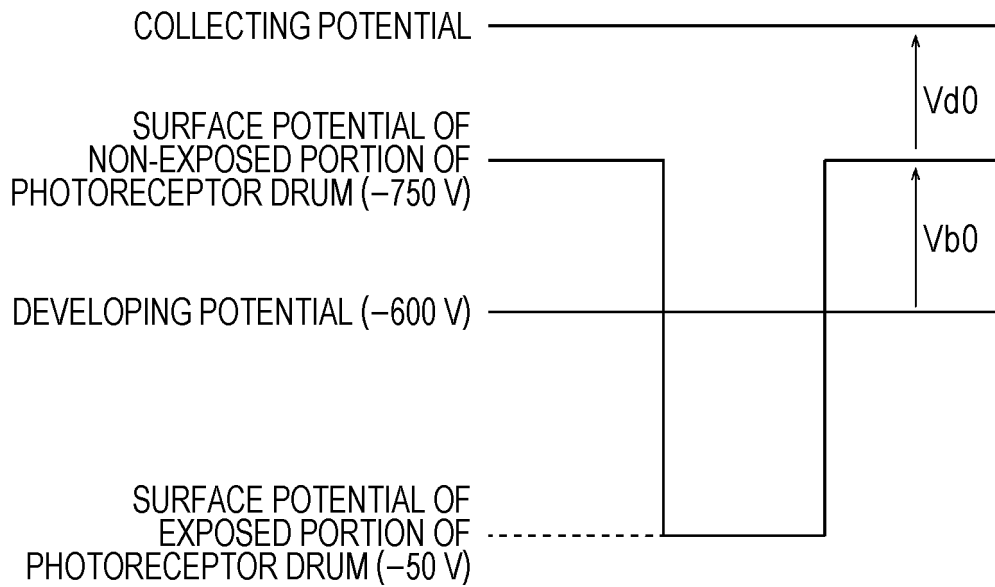 COLLECTING POTENTIAL
Vd0
SURFACE POTENTIAL OF
NON-EXPOSED PORTION OF
PHOTORECEPTOR DRUM (–750 V)
Vb0
DEVELOPING POTENTIAL (–600 V)
SURFACE POTENTIAL OF
EXPOSED PORTION OF
PHOTORECEPTOR DRUM (–50 V)